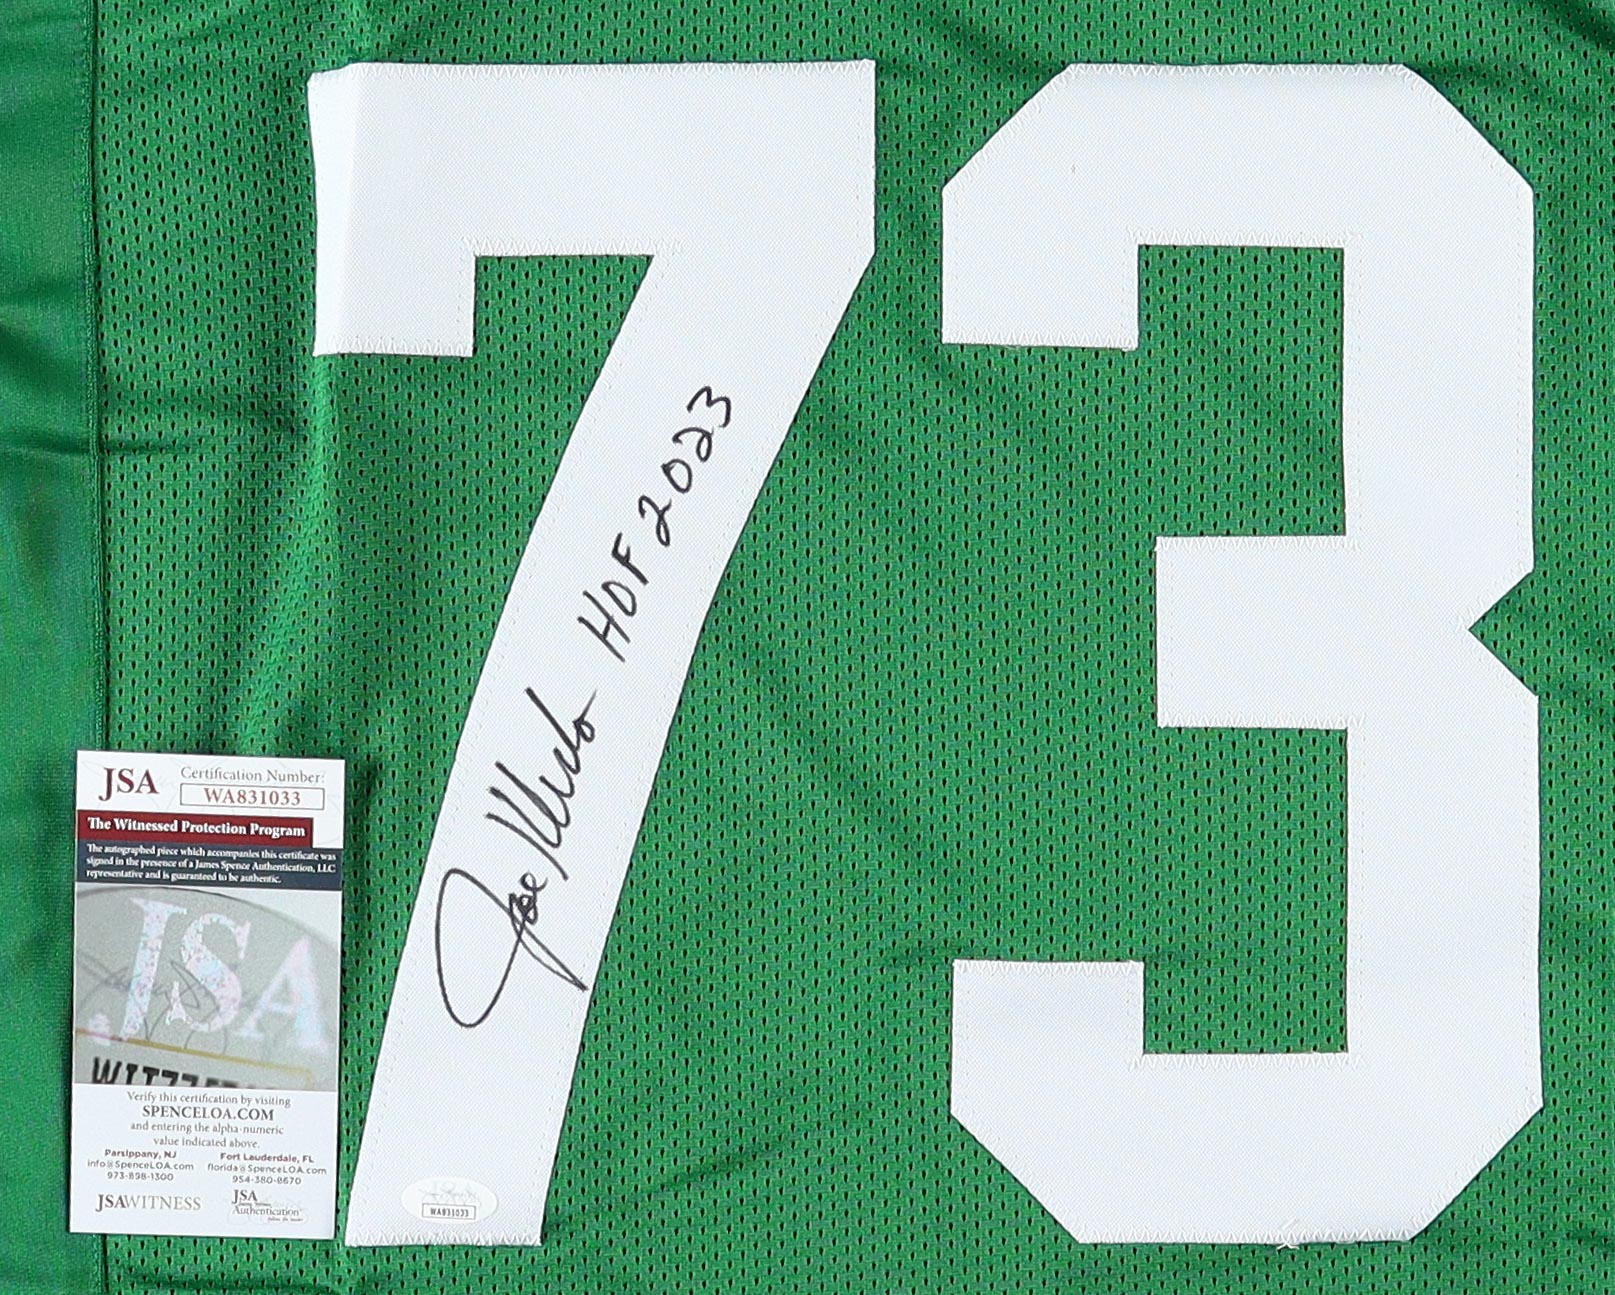 73
Joe Klecko HOF 2023
JSA
Certification Number:
WA831033
The Witnessed Protection Program
The autographed piece which accompanies this certificate was
signed in the presence of a James Spence Authentication, LLC
representative and is guaranteed to be authentic.
JSA
Verify this certification by visiting
SPENCELOA.COM
and entering the alpha-numeric
value indicated above.
Parsippany, NJ
info@SpenceLOA.com
973-898-1300
Fort Lauderdale, FL
florida@SpenceLOA.com
954-380-8670
JSAWITNESS
JSA
Authentication
WA831033